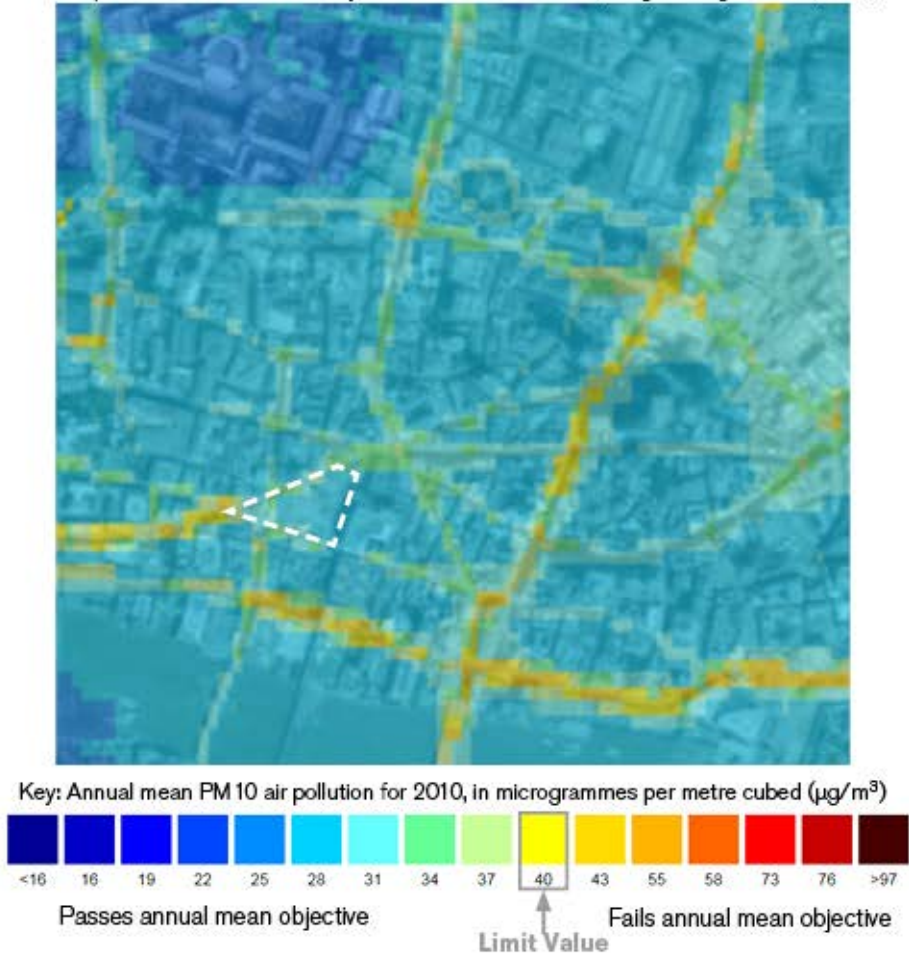 Key: Annual mean PM10 air pollution for 2010, in microgrammes per metre cubed (µg/m³)
<16 16 19 22 25 28 31 34 37 40 43 55 58 73 76 >97
Passes annual mean objective Fails annual mean objective
Limit Value